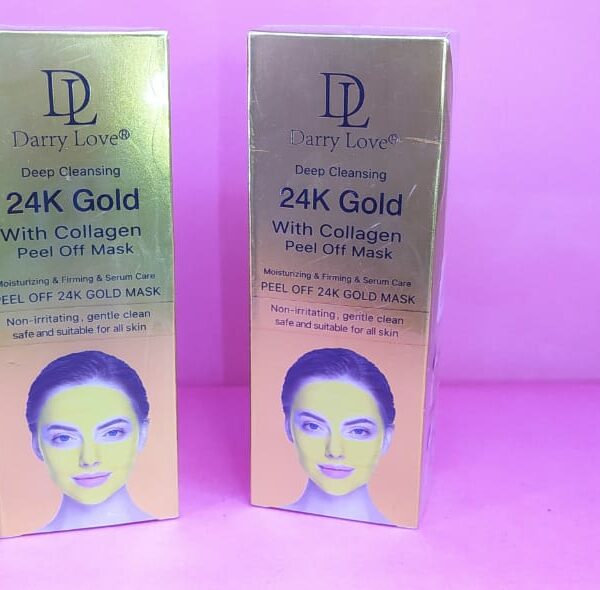 DL
Darry Love®
Deep Cleansing
24K Gold
With Collagen
Peel Off Mask
Moisturizing & Firming & Serum Care
PEEL OFF 24K GOLD MASK
Non-irritating, gentle clean
safe and suitable for all skin
DL
Darry Love®
Deep Cleansing
24K Gold
With Collagen
Peel Off Mask
Moisturizing & Firming & Serum Care
PEEL OFF 24K GOLD MASK
Non-irritating, gentle clean
safe and suitable for all skin